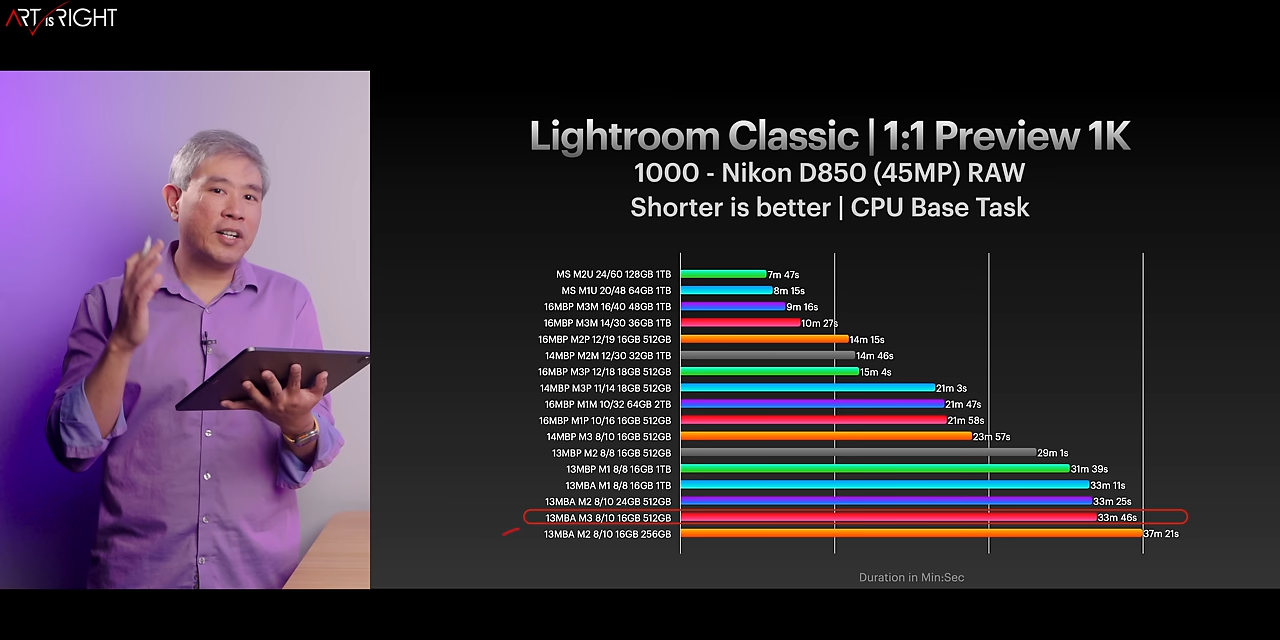 ART IS RIGHT
Lightroom Classic | 1:1 Preview 1K
1000 - Nikon D850 (45MP) RAW
Shorter is better | CPU Base Task
MS M2U 24/60 128GB 1TB 7m 47s
MS M1U 20/48 64GB 1TB 8m 15s
16MBP M3M 16/40 48GB 1TB 9m 16s
16MBP M3M 14/30 36GB 1TB 10m 27s
16MBP M2P 12/19 16GB 512GB 14m 15s
14MBP M2M 12/30 32GB 1TB 14m 46s
16MBP M3P 12/18 18GB 512GB 15m 4s
14MBP M3P 11/14 18GB 512GB 21m 3s
16MBP M1M 10/32 64GB 2TB 21m 47s
16MBP M1P 10/16 16GB 512GB 21m 58s
14MBP M3 8/10 16GB 512GB 23m 57s
13MBP M2 8/8 16GB 512GB 29m 1s
13MBP M1 8/8 16GB 1TB 31m 39s
13MBA M1 8/8 16GB 1TB 33m 11s
13MBA M2 8/10 24GB 512GB 33m 25s
13MBA M3 8/10 16GB 512GB 33m 46s
13MBA M2 8/10 16GB 256GB 37m 21s
Duration in Min:Sec